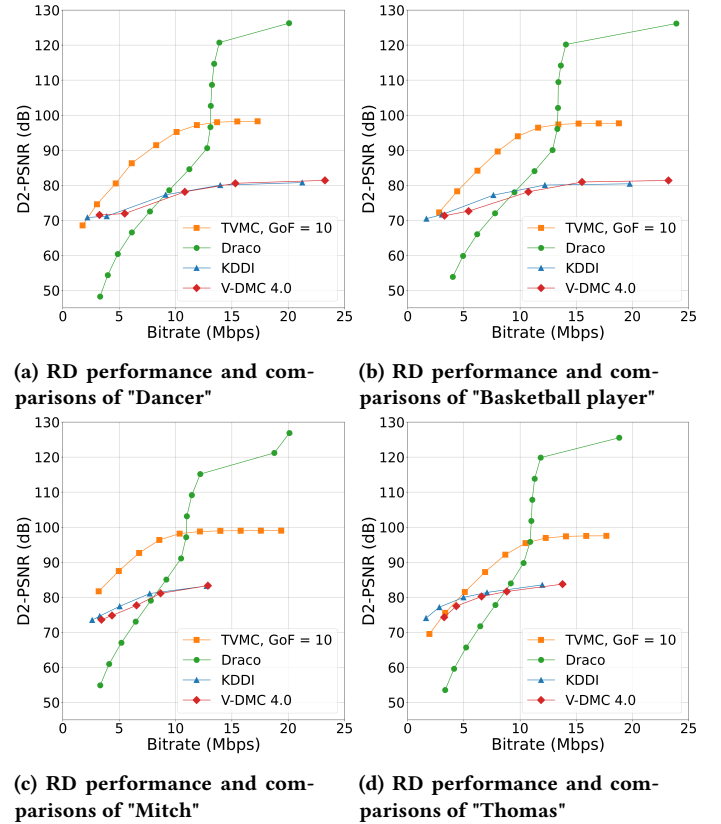 130
120
110
100
90
80
70
60
50
D2-PSNR (dB)
TVMC, GoF = 10
Draco
KDDI
V-DMC 4.0
0 5 10 15 20 25
Bitrate (Mbps)
(a) RD performance and com-
parisons of "Dancer"
130
120
110
100
90
80
70
60
50
D2-PSNR (dB)
TVMC, GoF = 10
Draco
KDDI
V-DMC 4.0
0 5 10 15 20 25
Bitrate (Mbps)
(b) RD performance and com-
parisons of "Basketball player"
130
120
110
100
90
80
70
60
50
D2-PSNR (dB)
TVMC, GoF = 10
Draco
KDDI
V-DMC 4.0
0 5 10 15 20 25
Bitrate (Mbps)
(c) RD performance and com-
parisons of "Mitch"
130
120
110
100
90
80
70
60
50
D2-PSNR (dB)
TVMC, GoF = 10
Draco
KDDI
V-DMC 4.0
0 5 10 15 20 25
Bitrate (Mbps)
(d) RD performance and com-
parisons of "Thomas"